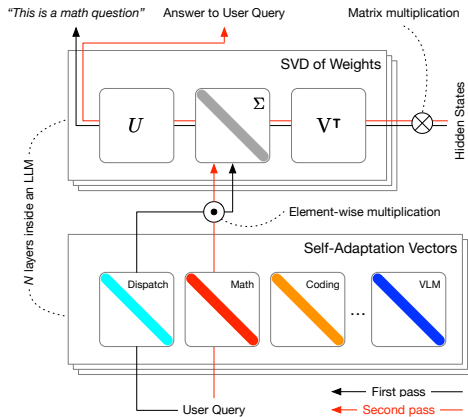 "This is a math question"
Answer to User Query
Matrix multiplication
SVD of Weights
U
Σ
Vᵀ
Hidden States
N layers inside an LLM
Element-wise multiplication
Self-Adaptation Vectors
Dispatch
Math
Coding
...
VLM
User Query
First pass
Second pass